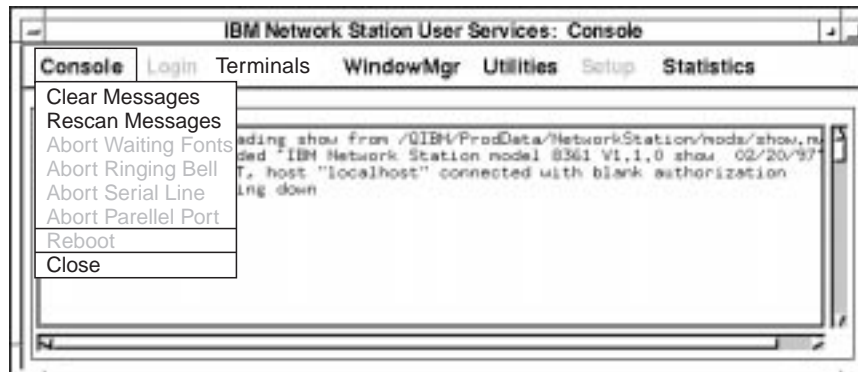 IBM Network Station User Services: Console
Console Login Terminals WindowMgr Utilities Setup Statistics
Clear Messages
Rescan Messages
Abort Waiting Fonts
Abort Ringing Bell
Abort Serial Line
Abort Parellel Port
Reboot
Close
ading show from /QIBM/ProdData/NetworkStation/mods/show.nw
ded "IBM Network Station model 8361 V1.1.0 show 02/20/97"
T, host "localhost" connected with blank authorization
ing down